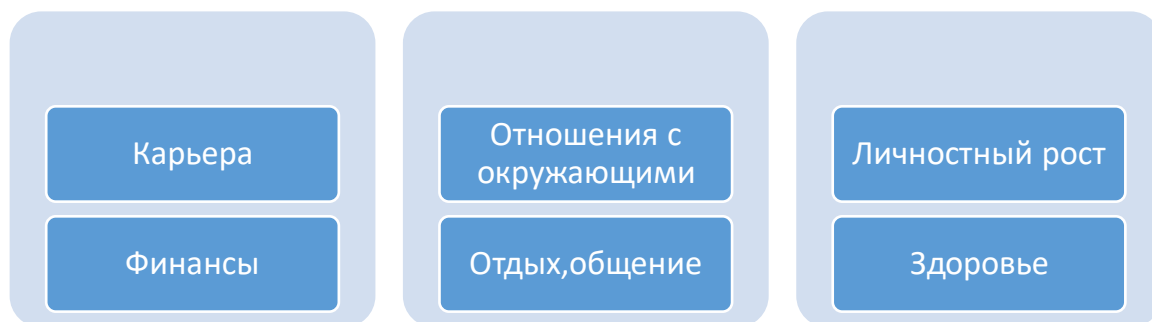 Карьера
Финансы
Отношения с
окружающими
Отдых,общение
Личностный рост
Здоровье